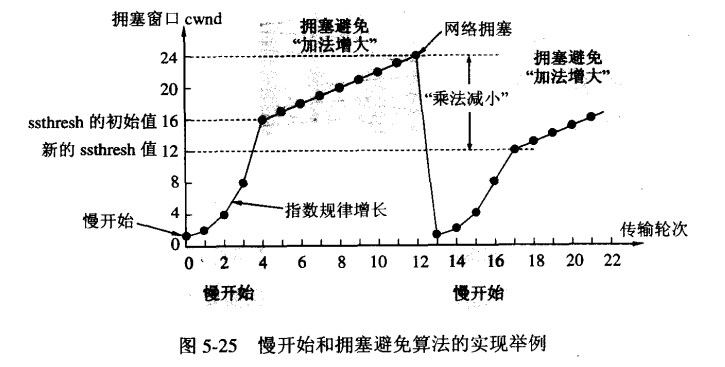 拥塞窗口 cwnd
拥塞避免
“加法增大”
网络拥塞
拥塞避免
“加法增大”
24
20
“乘法减小”
ssthresh 的初始值 16
新的 ssthresh 值 12
8
4
指数规律增长
慢开始
0
传输轮次
0 2 4 6 8 10 12 14 16 18 20 22
慢开始
慢开始
图 5-25 慢开始和拥塞避免算法的实现举例